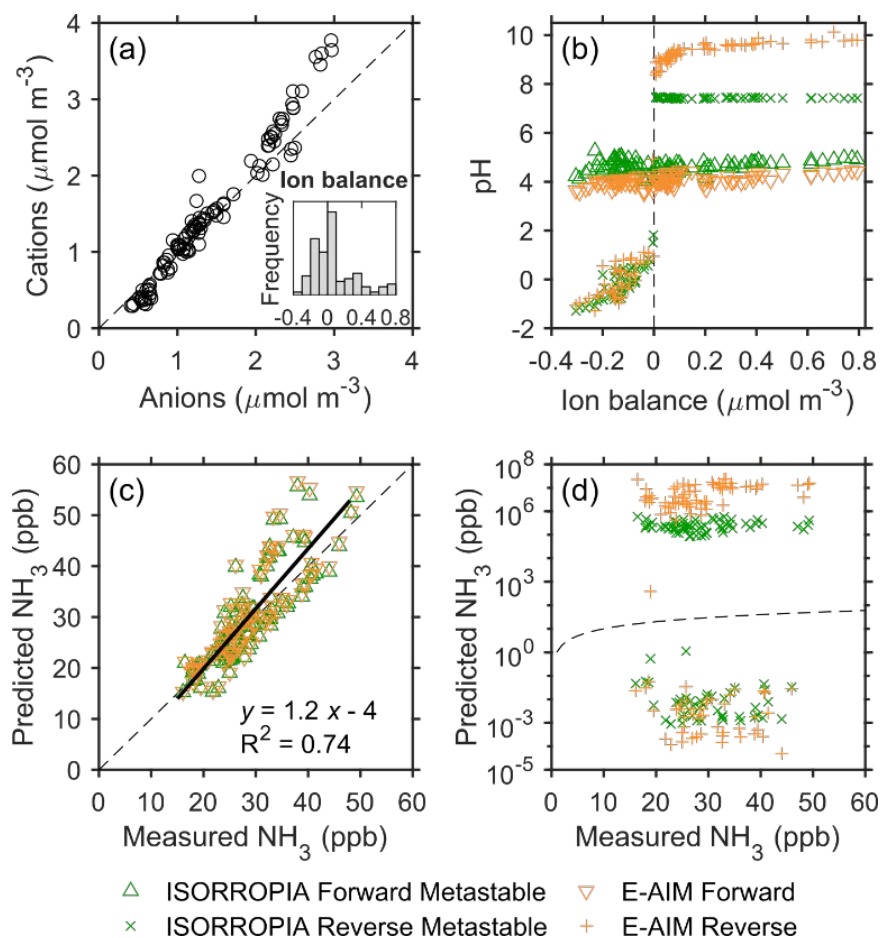 (a)
Cations (μmol m⁻³)
4
3
2
1
0
0 1 2 3 4
Anions (μmol m⁻³)
Ion balance
Frequency
-0.4 0 0.4 0.8
(b)
pH
10
8
6
4
2
0
-2
-0.4 -0.2 0 0.2 0.4 0.6 0.8
Ion balance (μmol m⁻³)
(c)
Predicted NH₃ (ppb)
60
50
40
30
20
10
0
y = 1.2 x - 4
R² = 0.74
0 10 20 30 40 50 60
Measured NH₃ (ppb)
(d)
Predicted NH₃ (ppb)
10⁸
10⁶
10³
10⁰
10⁻³
10⁻⁵
0 10 20 30 40 50 60
Measured NH₃ (ppb)
ISORROPIA Forward Metastable
E-AIM Forward
ISORROPIA Reverse Metastable
E-AIM Reverse